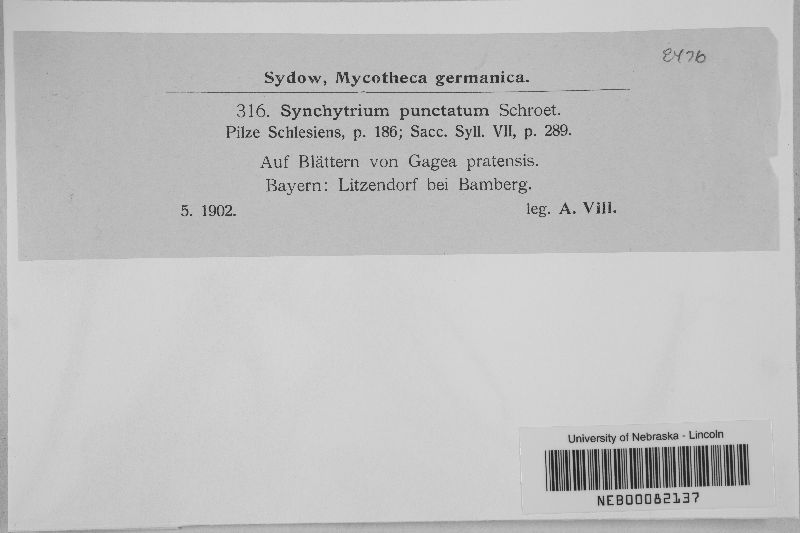 8476
Sydow, Mycotheca germanica.
316. Synchytrium punctatum Schroet.
Pilze Schlesiens, p. 186; Sacc. Syll. VII, p. 289.
Auf Blättern von Gagea pratensis.
Bayern: Litzendorf bei Bamberg.
5. 1902. leg. A. Vill.
University of Nebraska - Lincoln
NEB00082137